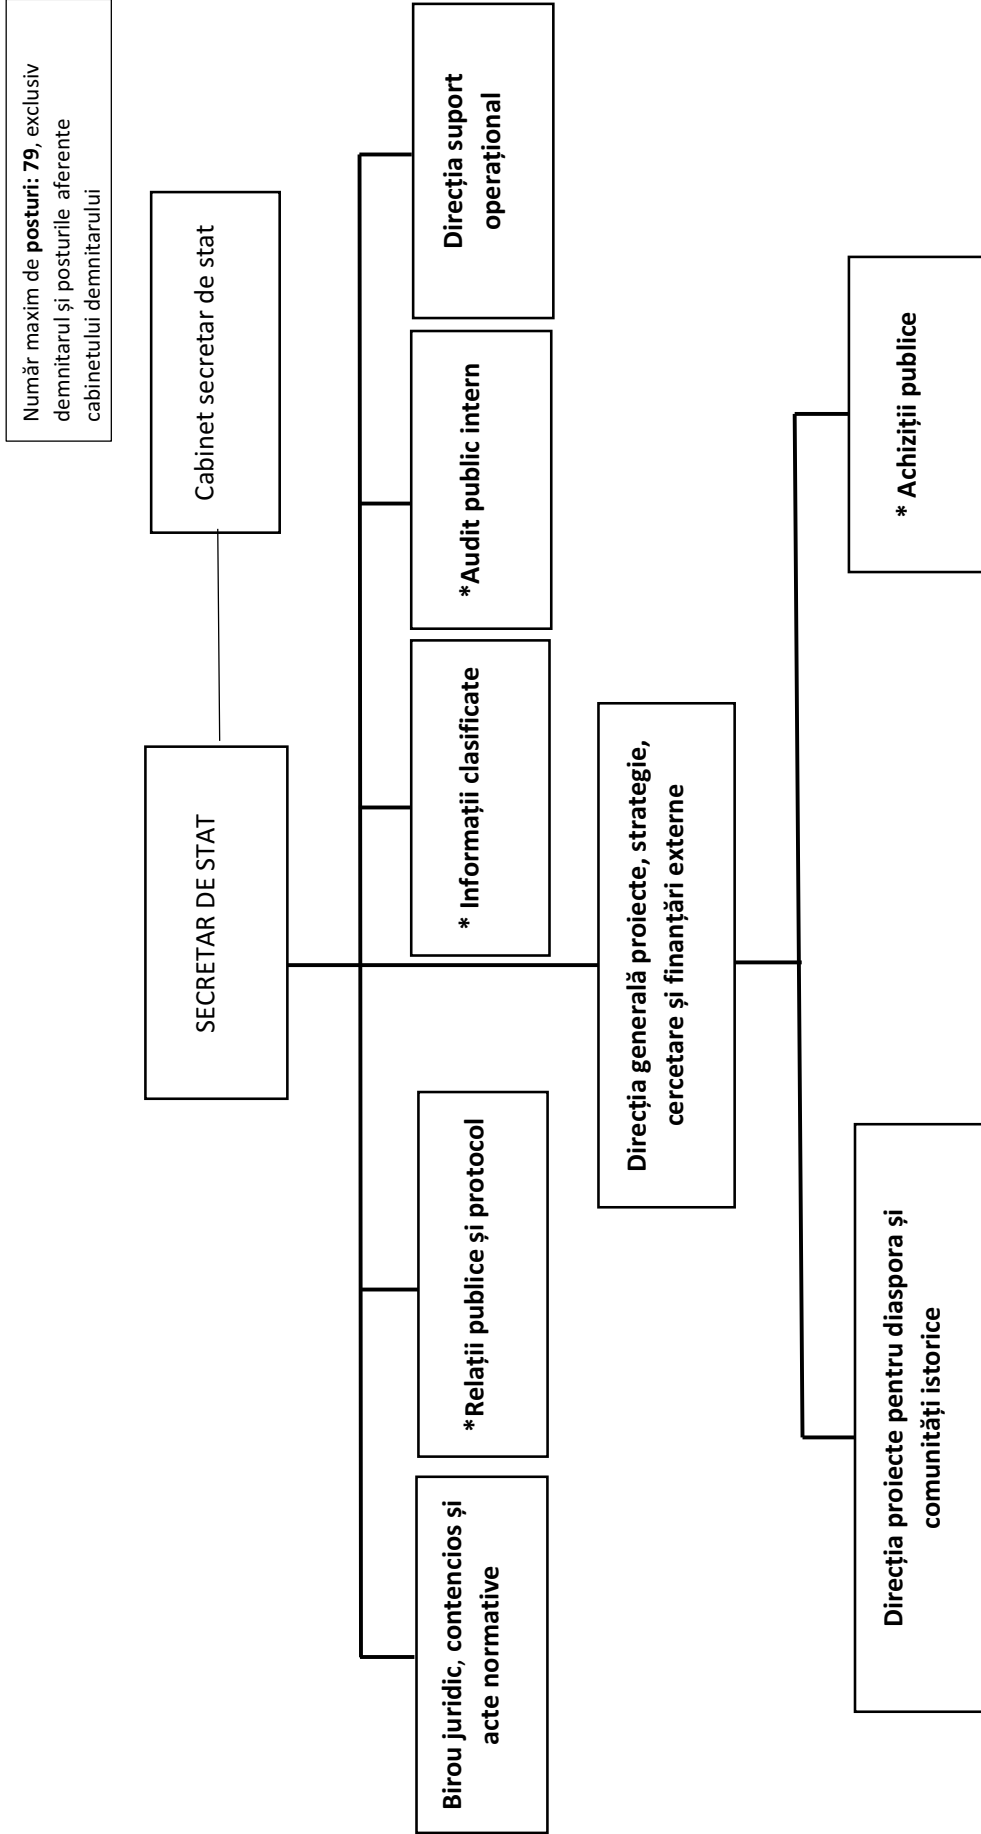 Număr maxim de posturi: 79, exclusiv
demnitarul și posturile aferente
cabinetului demnitarului
SECRETAR DE STAT
Cabinet secretar de stat
Birou juridic, contencios și
acte normative
*Relații publice și protocol
* Informații clasificate
*Audit public intern
Direcția suport
operațional
Direcția generală proiecte, strategie,
cercetare și finanțări externe
Direcția proiecte pentru diaspora și
comunități istorice
* Achiziții publice